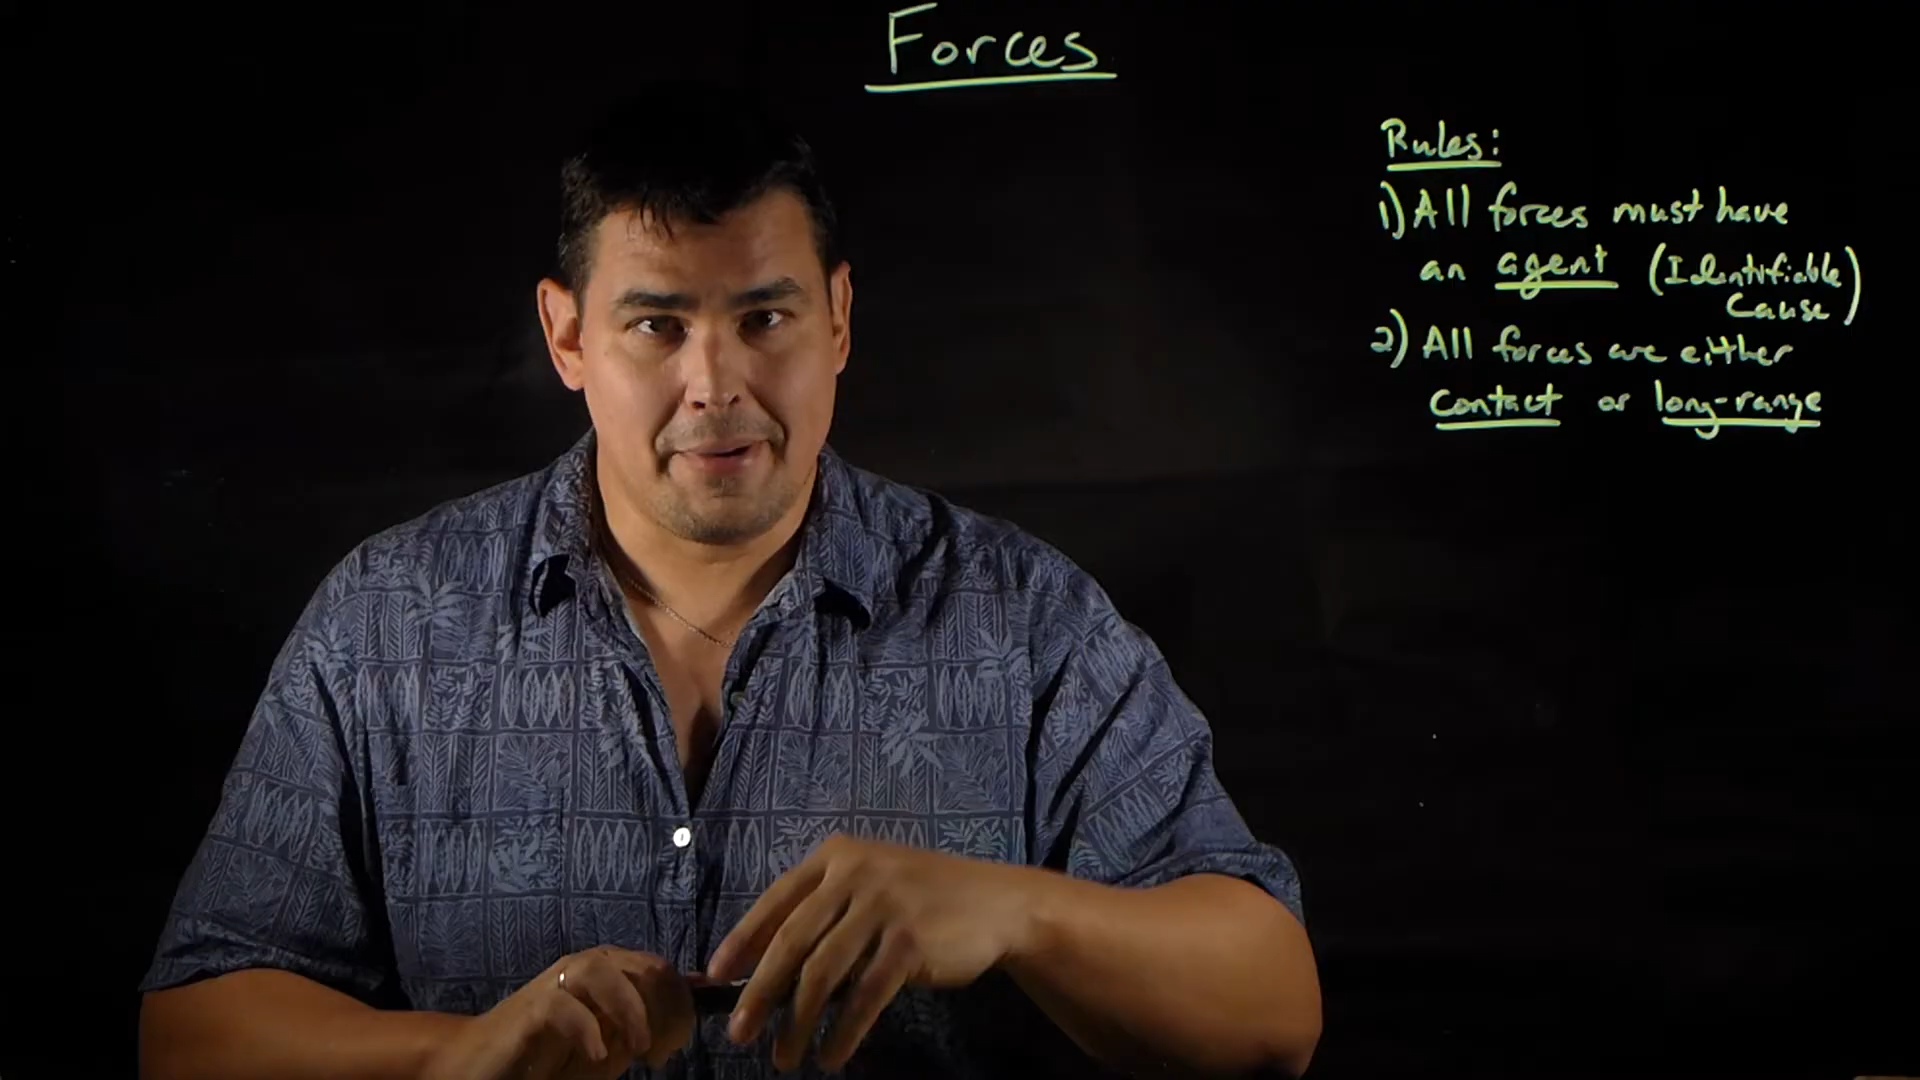 Forces
Rules:
1) All forces must have
an agent (Identifiable
Cause)
2) All forces are either
contact or long-range